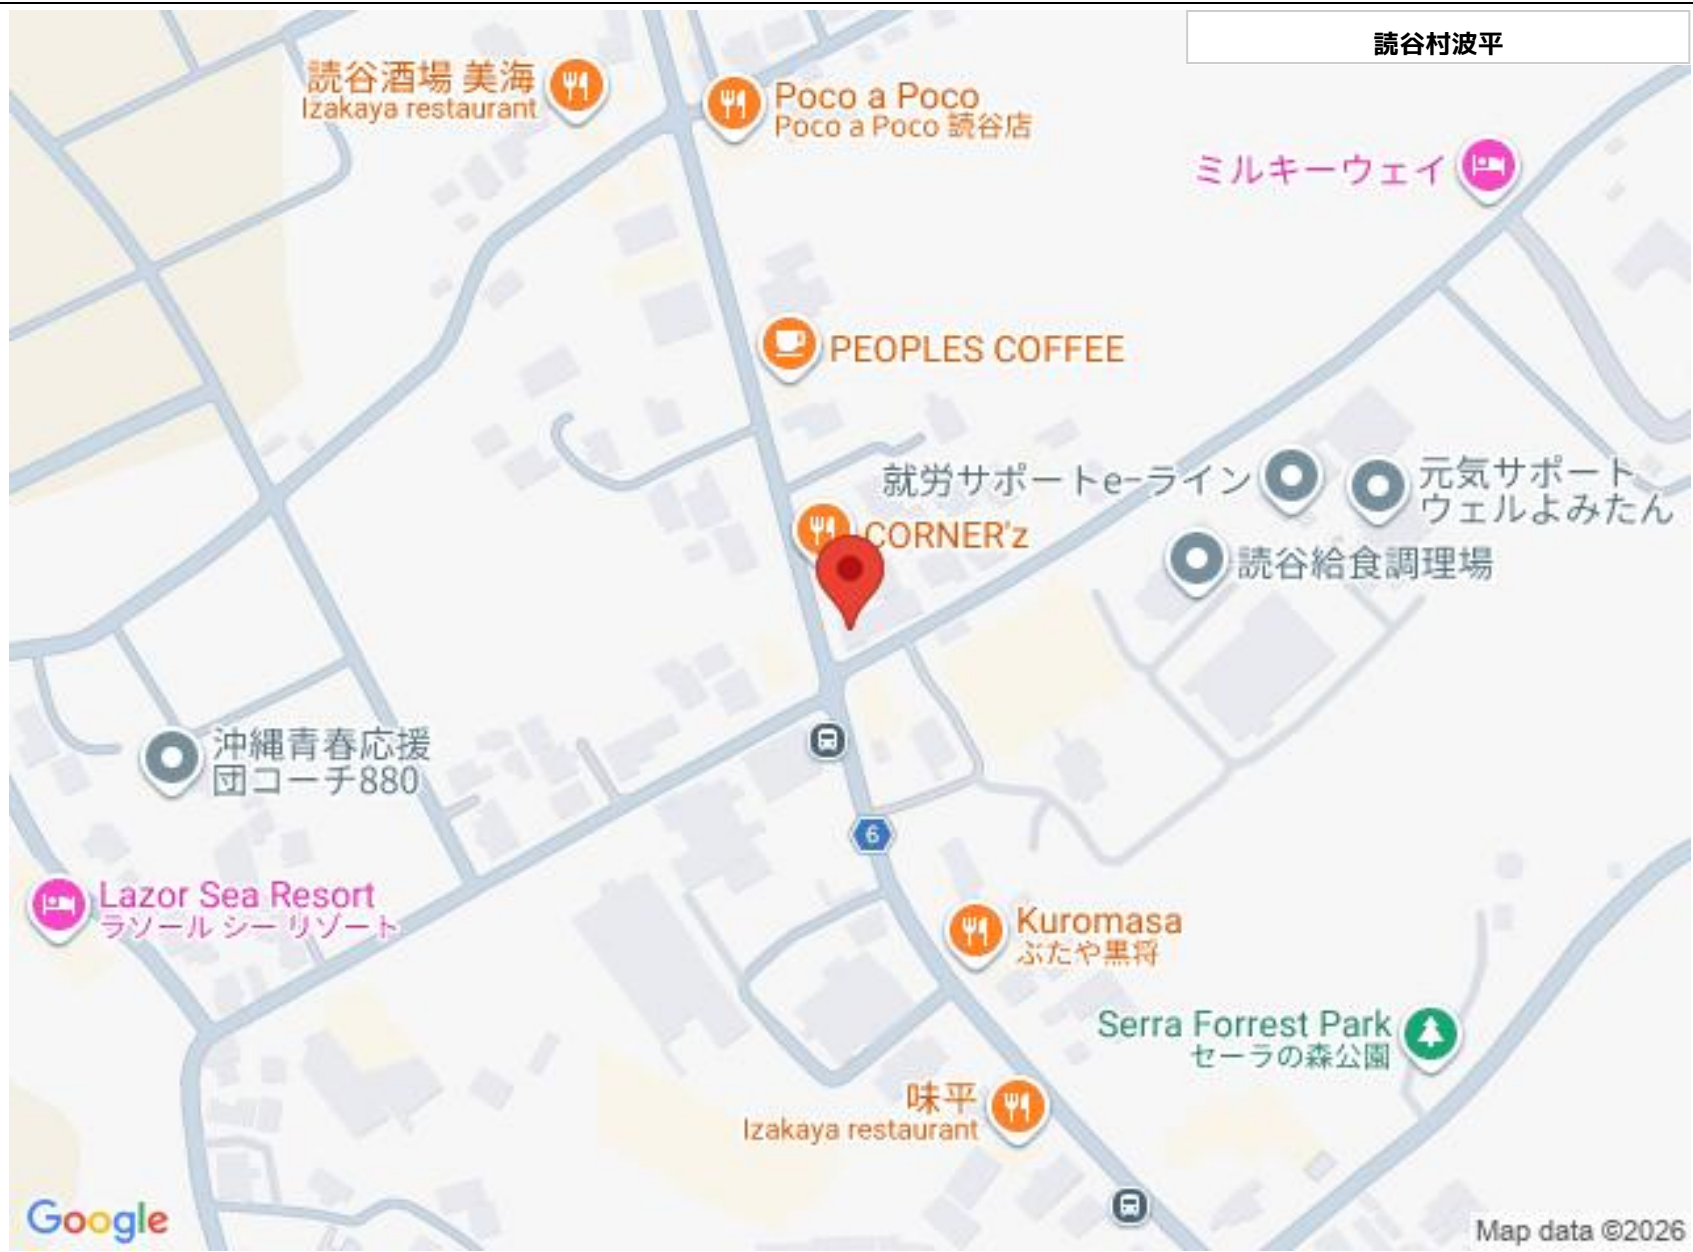 読谷村波平
読谷酒場 美海
Izakaya restaurant
Poco a Poco
Poco a Poco 読谷店
ミルキーウェイ
PEOPLES COFFEE
就労サポートe-ライン
元気サポート
ウェルよみたん
CORNER'z
読谷給食調理場
沖縄青春応援
団コーチ880
6
Lazor Sea Resort
ラソール シー リゾート
Kuromasa
ぶたや黒将
Serra Forrest Park
セーラの森公園
味平
Izakaya restaurant
Google
Map data ©2026